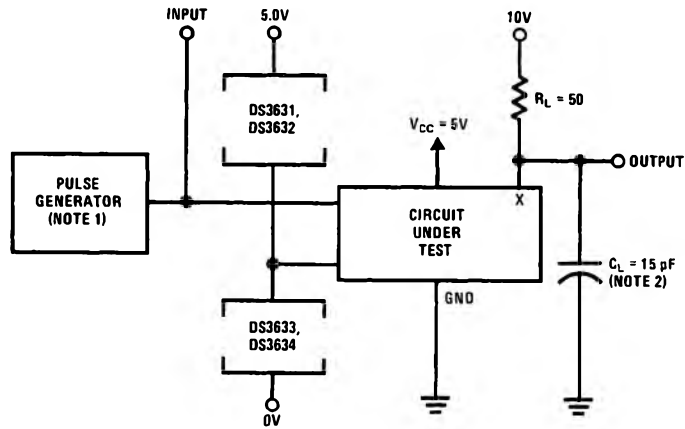 INPUT
5.0V
10V
DS3631,
DS3632
R_L = 50
V_CC = 5V
OUTPUT
PULSE
GENERATOR
(NOTE 1)
X
CIRCUIT
UNDER
TEST
C_L = 15 pF
(NOTE 2)
GND
DS3633,
DS3634
0V